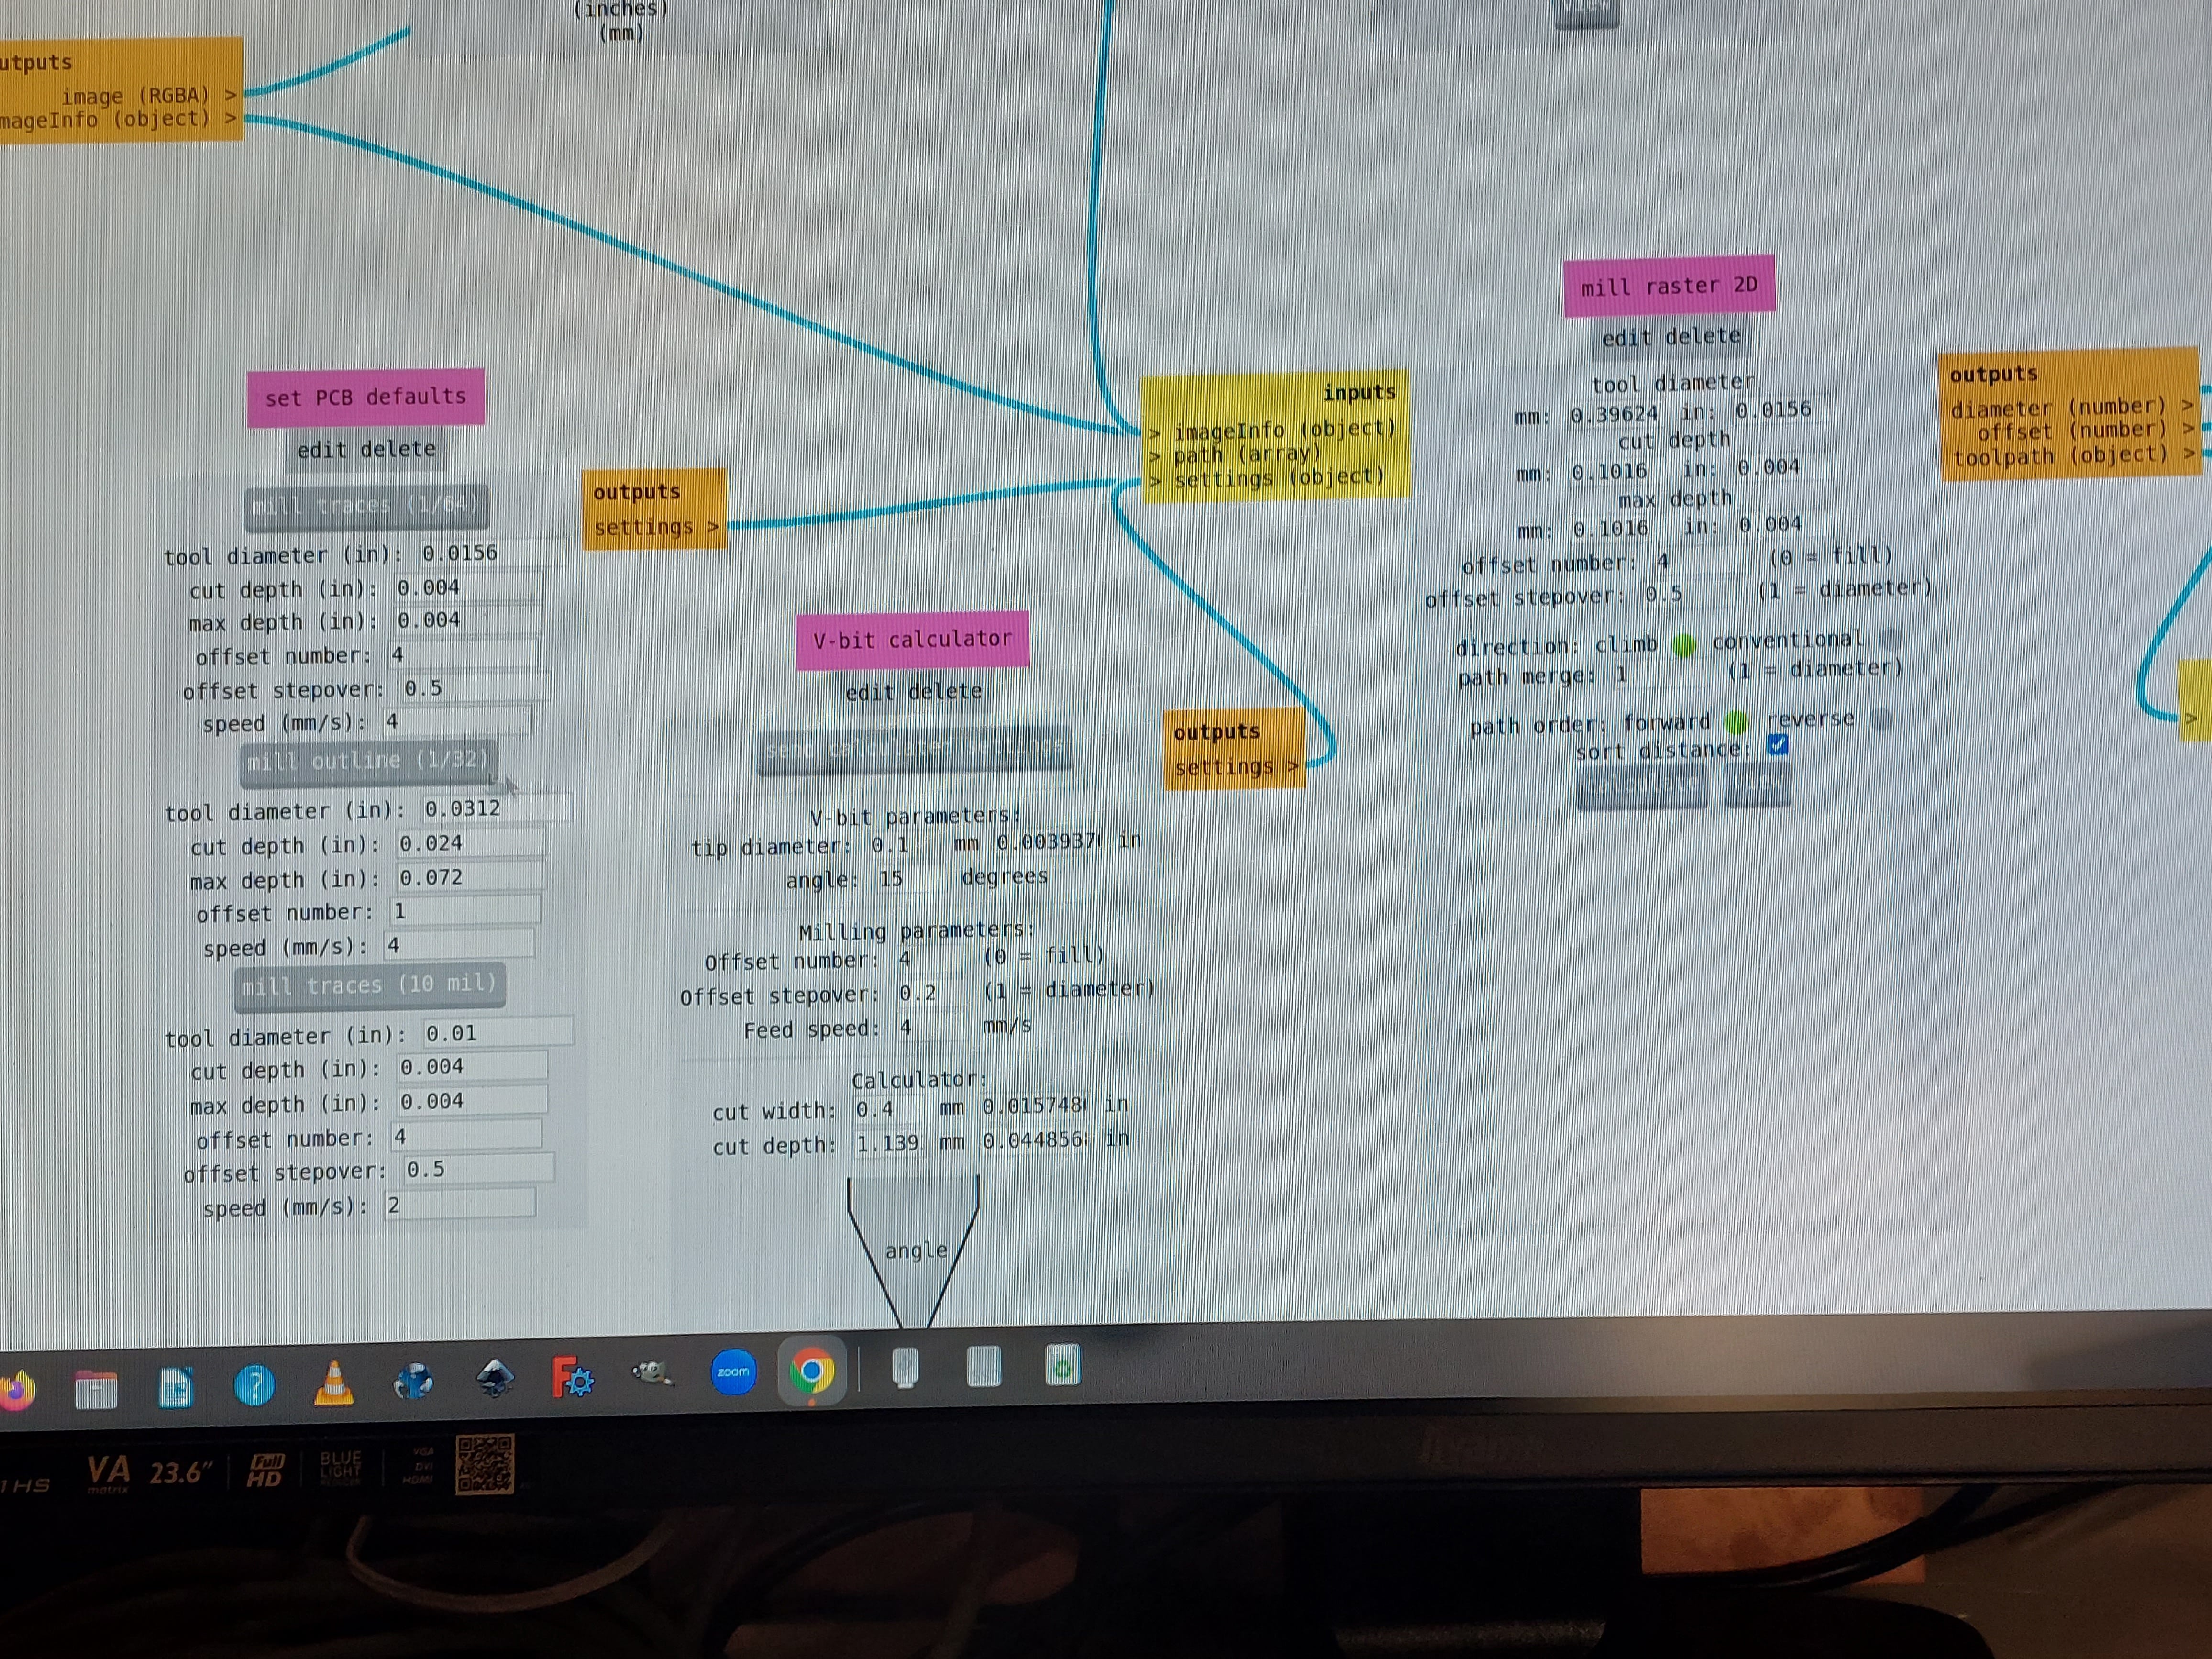 (inches)
(mm)
view
utputs
image (RGBA) >
mageInfo (object) >
set PCB defaults
edit delete
mill traces (1/64)
tool diameter (in): 0.0156
cut depth (in): 0.004
max depth (in): 0.004
offset number: 4
offset stepover: 0.5
speed (mm/s): 4
mill outline (1/32)
tool diameter (in): 0.0312
cut depth (in): 0.024
max depth (in): 0.072
offset number: 1
speed (mm/s): 4
mill traces (10 mil)
tool diameter (in): 0.01
cut depth (in): 0.004
max depth (in): 0.004
offset number: 4
offset stepover: 0.5
speed (mm/s): 2
outputs
settings >
V-bit calculator
edit delete
send calculated settings
V-bit parameters:
tip diameter: 0.1 mm 0.003937 in
angle: 15 degrees
Milling parameters:
Offset number: 4 (0 = fill)
Offset stepover: 0.2 (1 = diameter)
Feed speed: 4 mm/s
Calculator:
cut width: 0.4 mm 0.015748 in
cut depth: 1.139 mm 0.044856 in
angle
outputs
settings >
inputs
> imageInfo (object)
> path (array)
> settings (object)
mill raster 2D
edit delete
tool diameter
mm: 0.39624 in: 0.0156
cut depth
mm: 0.1016 in: 0.004
max depth
mm: 0.1016 in: 0.004
offset number: 4 (0 = fill)
offset stepover: 0.5 (1 = diameter)
direction: climb conventional
path merge: 1 (1 = diameter)
path order: forward reverse
sort distance:
calculate view
outputs
diameter (number) >
offset (number) >
toolpath (object) >
>
zoom
1HS
VA
matrix
23.6"
Full
HD
BLUE
LIGHT
VGA
DVI
HDMI
iiyama